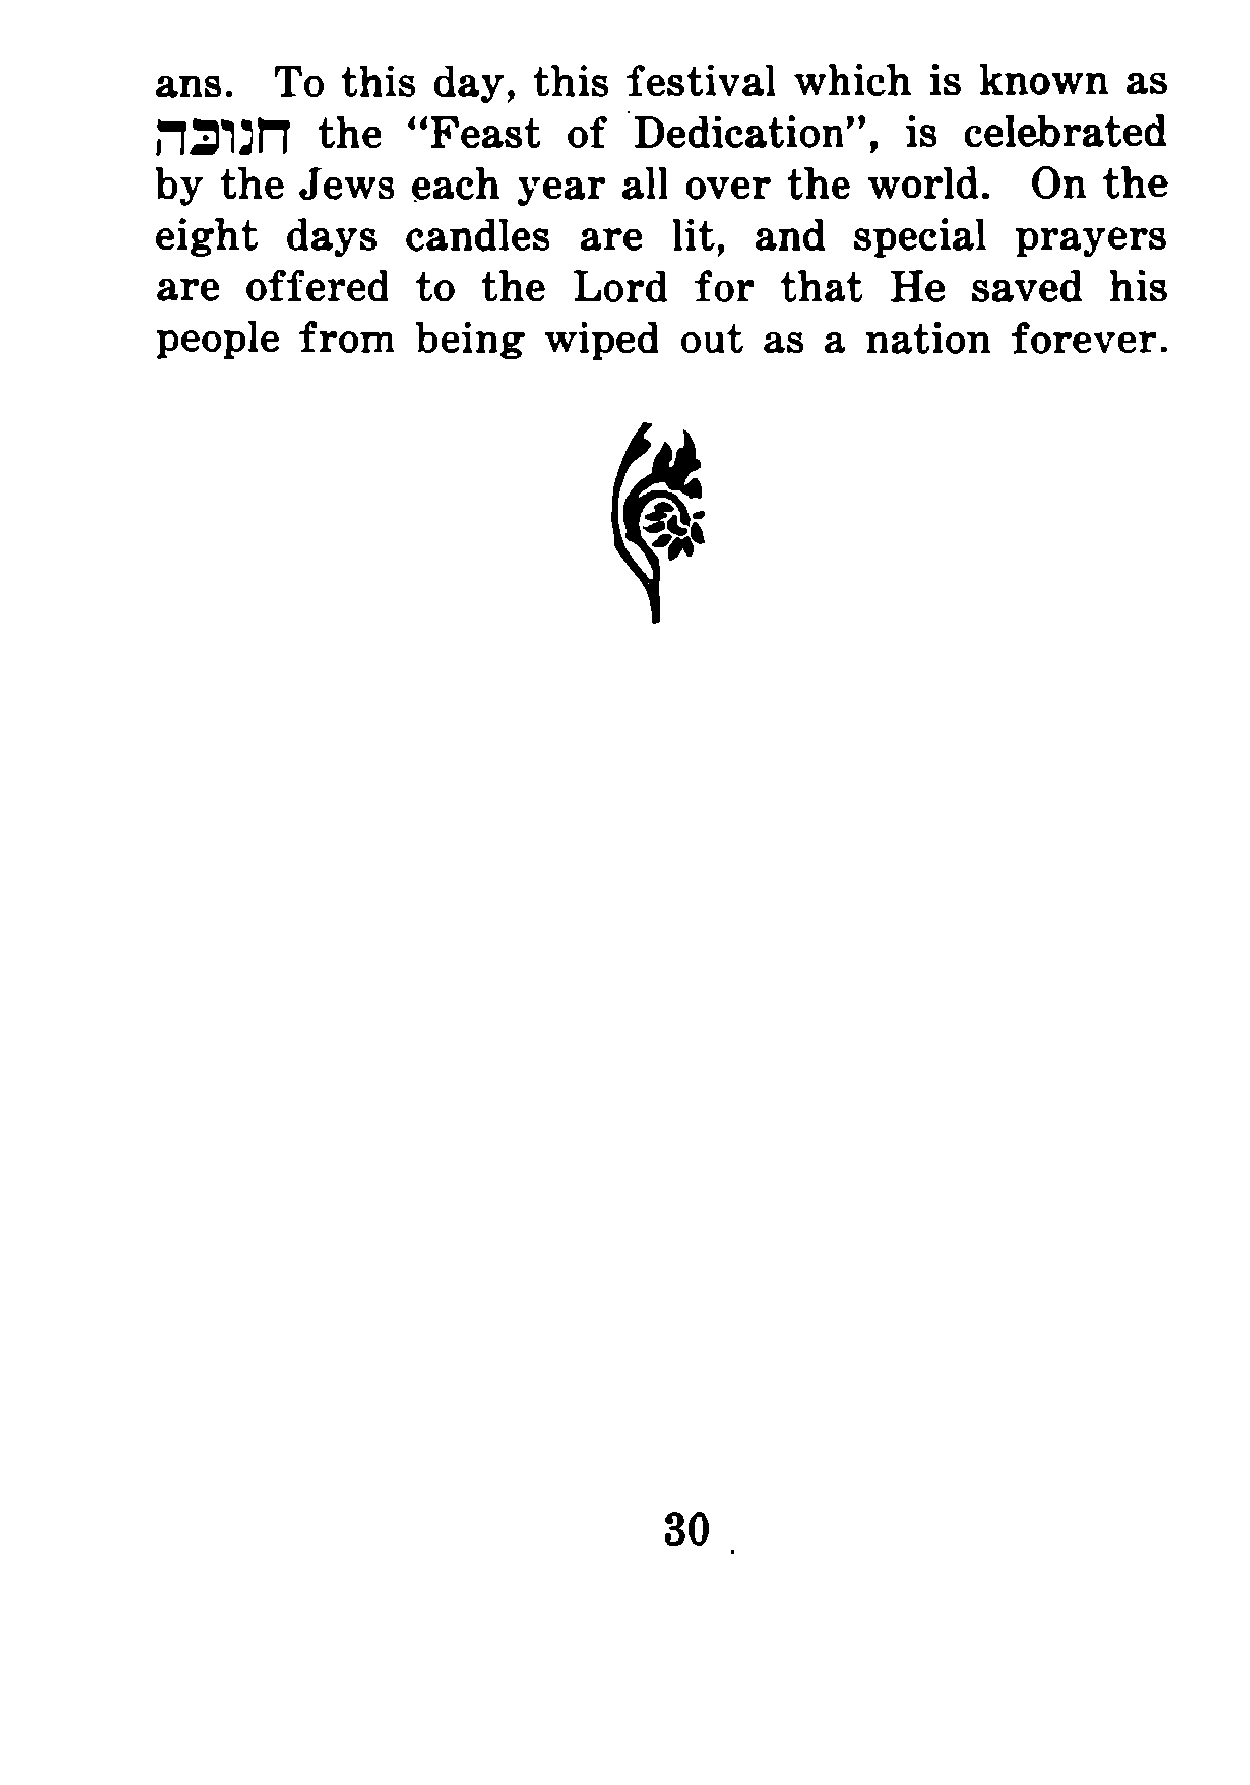 ans. To this day, this festival which is known as
חנוכה the “Feast of Dedication”, is celebrated
by the Jews each year all over the world. On the
eight days candles are lit, and special prayers
are offered to the Lord for that He saved his
people from being wiped out as a nation forever.
30